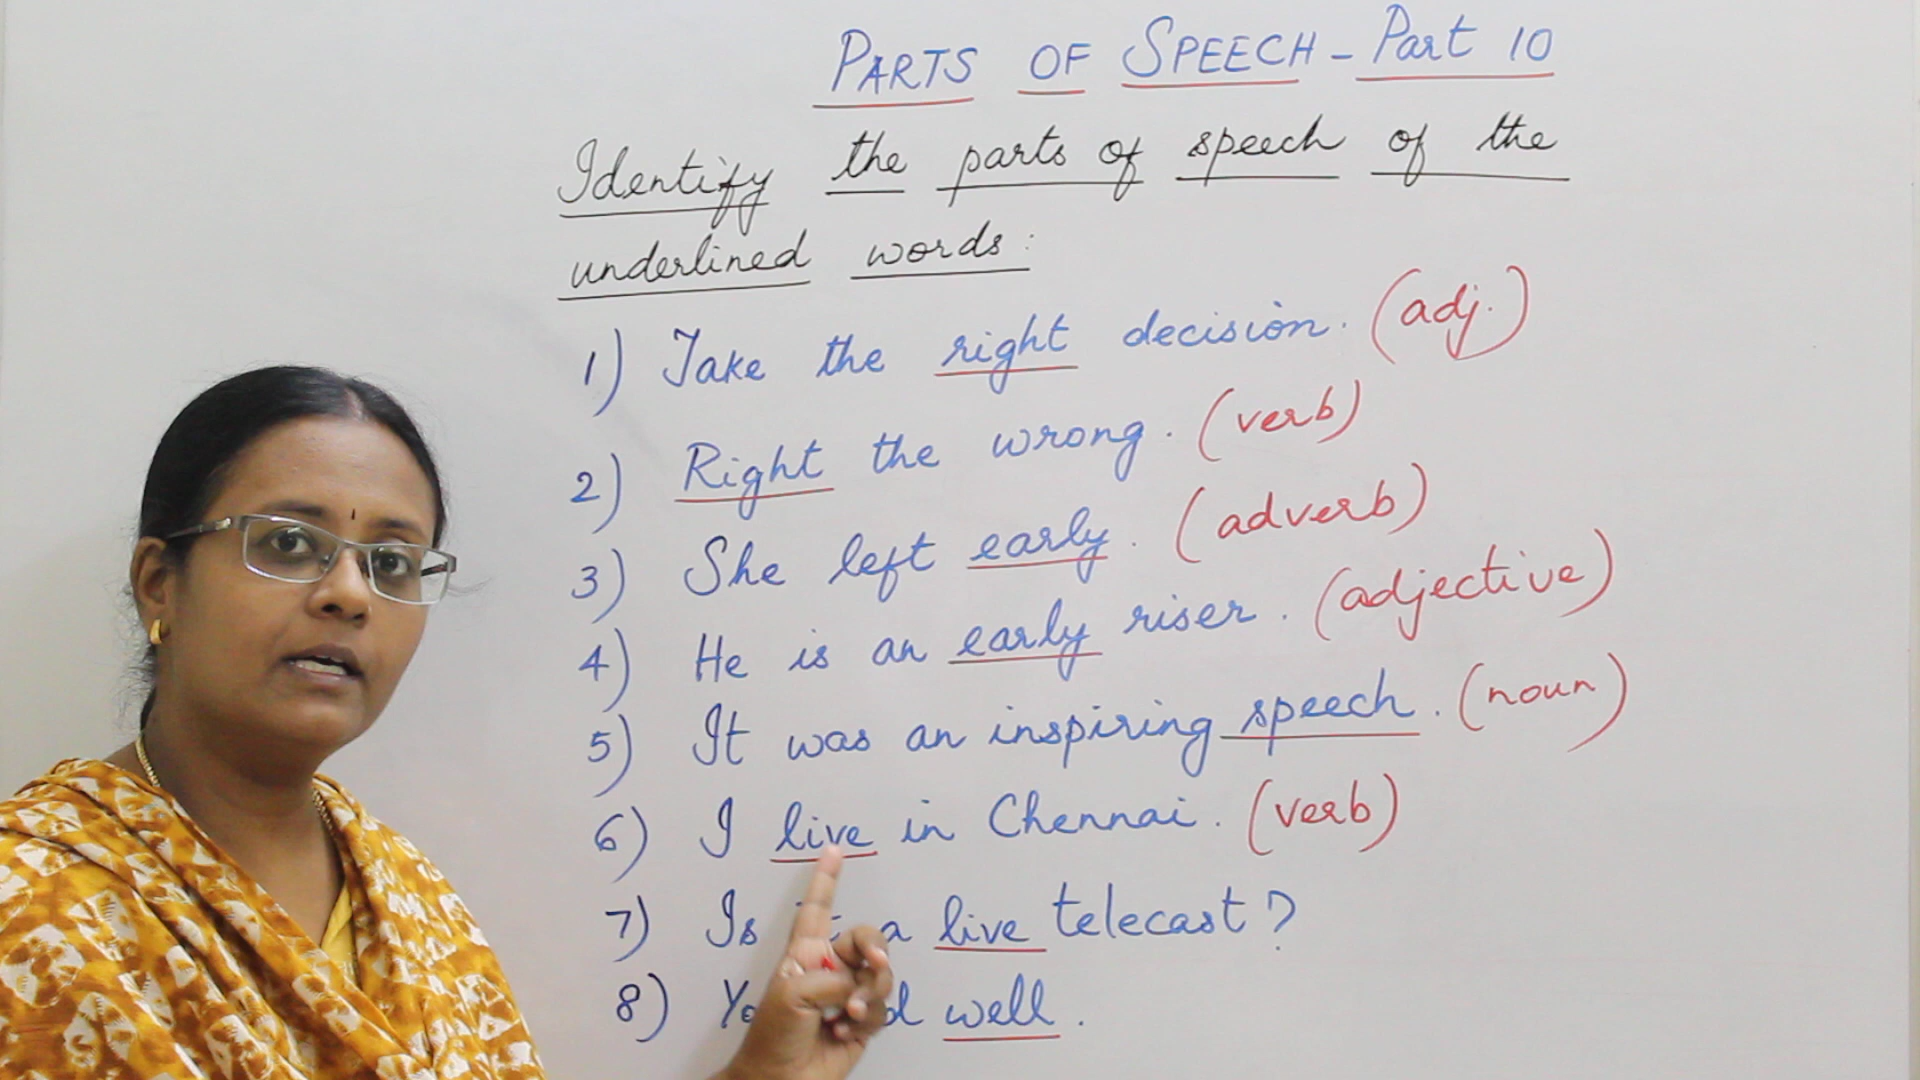 PARTS OF SPEECH - Part 10
Identify the parts of speech of the
underlined words:
1) Take the right decision. (adj.)
2) Right the wrong. (verb)
3) She left early. (adverb)
4) He is an early riser. (adjective)
5) It was an inspiring speech. (noun)
6) I live in Chennai. (verb)
7) Is a live telecast?
8) well.